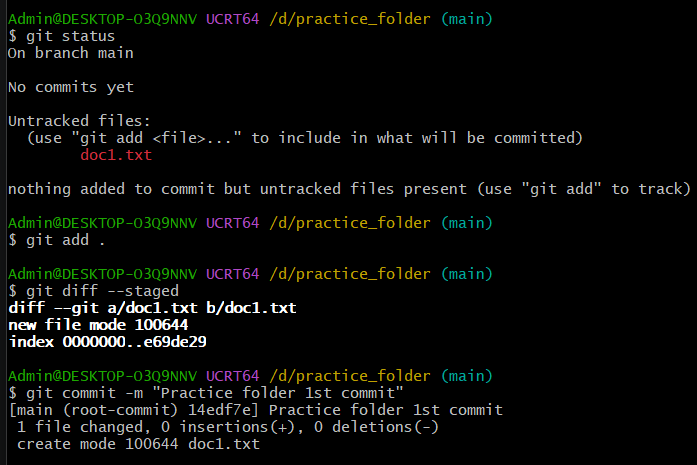 Admin@DESKTOP-O3Q9NNV UCRT64 /d/practice_folder (main)
$ git status
On branch main

No commits yet

Untracked files:
  (use "git add <file>..." to include in what will be committed)
        doc1.txt

nothing added to commit but untracked files present (use "git add" to track)

Admin@DESKTOP-O3Q9NNV UCRT64 /d/practice_folder (main)
$ git add .

Admin@DESKTOP-O3Q9NNV UCRT64 /d/practice_folder (main)
$ git diff --staged
diff --git a/doc1.txt b/doc1.txt
new file mode 100644
index 0000000..e69de29

Admin@DESKTOP-O3Q9NNV UCRT64 /d/practice_folder (main)
$ git commit -m "Practice folder 1st commit"
[main (root-commit) 14edf7e] Practice folder 1st commit
 1 file changed, 0 insertions(+), 0 deletions(-)
 create mode 100644 doc1.txt